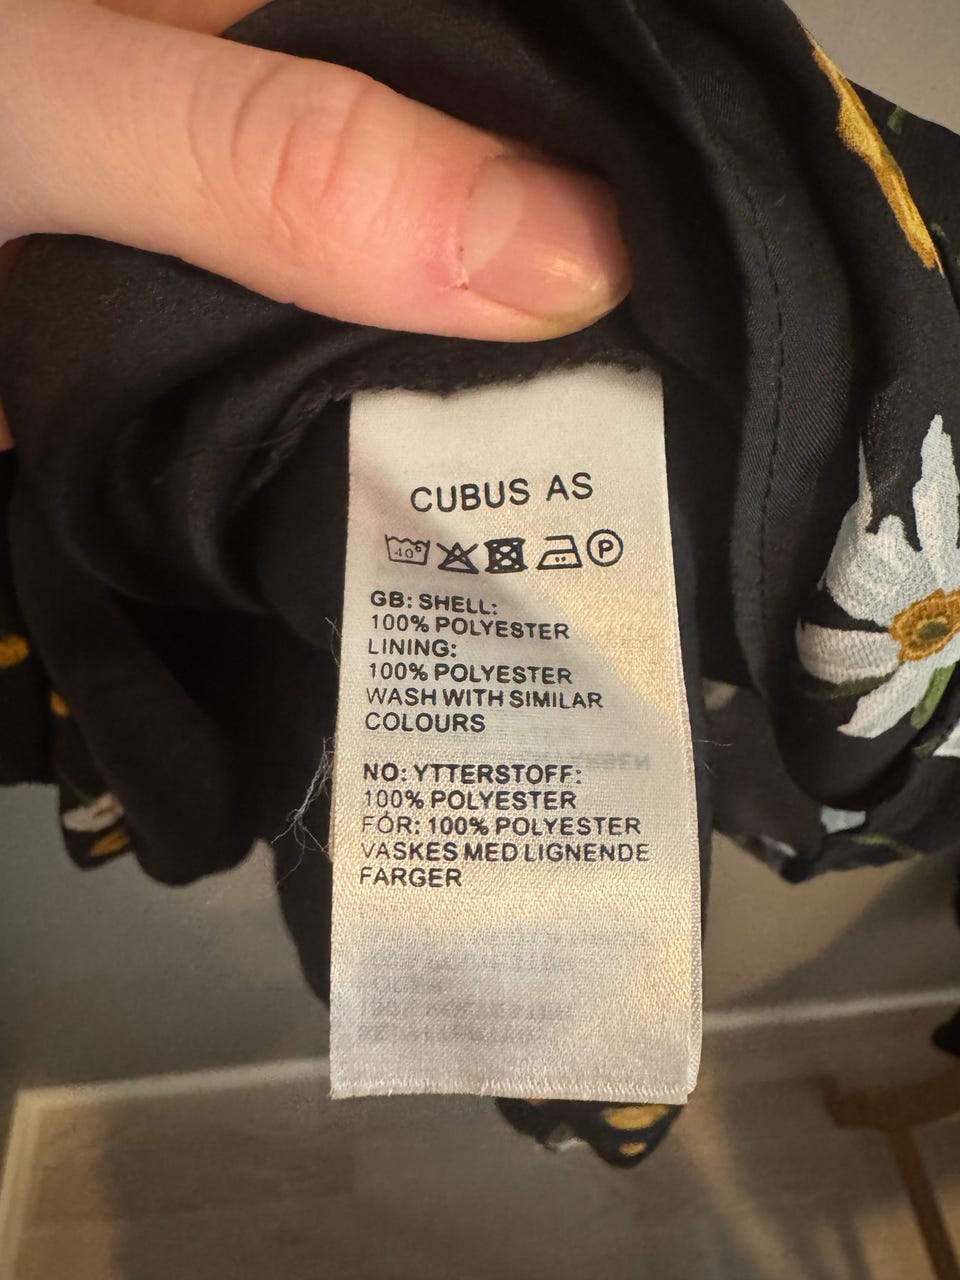 CUBUS AS
40° P
GB: SHELL:
100% POLYESTER
LINING:
100% POLYESTER
WASH WITH SIMILAR
COLOURS
NO: YTTERSTOFF:
100% POLYESTER
FÓR: 100% POLYESTER
VASKES MED LIGNENDE
FARGER